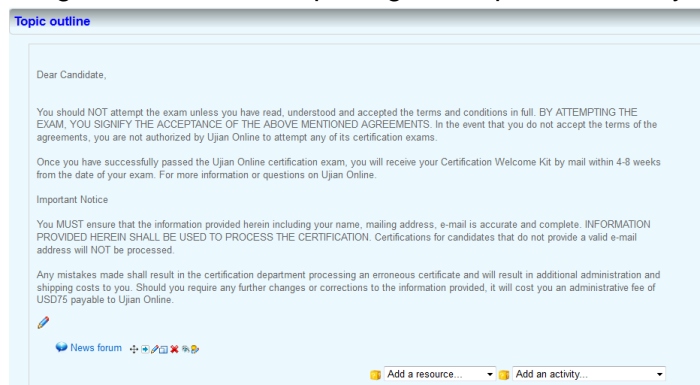 Topic outline
Dear Candidate,
You should NOT attempt the exam unless you have read, understood and accepted the terms and conditions in full. BY ATTEMPTING THE
EXAM, YOU SIGNIFY THE ACCEPTANCE OF THE ABOVE MENTIONED AGREEMENTS. In the event that you do not accept the terms of the
agreements, you are not authorized by Ujian Online to attempt any of its certification exams.
Once you have successfully passed the Ujian Online certification exam, you will receive your Certification Welcome Kit by mail within 4-8 weeks
from the date of your exam. For more information or questions on Ujian Online.
Important Notice
You MUST ensure that the information provided herein including your name, mailing address, e-mail is accurate and complete. INFORMATION
PROVIDED HEREIN SHALL BE USED TO PROCESS THE CERTIFICATION. Certifications for candidates that do not provide a valid e-mail
address will NOT be processed.
Any mistakes made shall result in the certification department processing an erroneous certificate and will result in additional administration and
shipping costs to you. Should you require any further changes or corrections to the information provided, it will cost you an administrative fee of
USD75 payable to Ujian Online.
News forum
Add a resource... Add an activity...